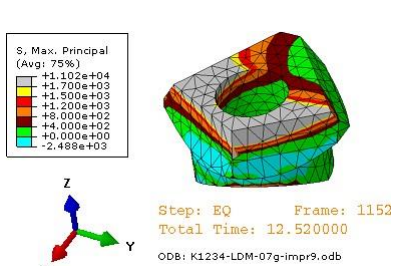 S, Max. Principal
(Avg: 75%)
+1.102e+04
+1.700e+03
+1.500e+03
+1.200e+03
+8.000e+02
+4.000e+02
+0.000e+00
-2.488e+03
Z
Y
Step: EQ Frame: 1152
Total Time: 12.520000
ODB: K1234-LDM-07g-impr9.odb